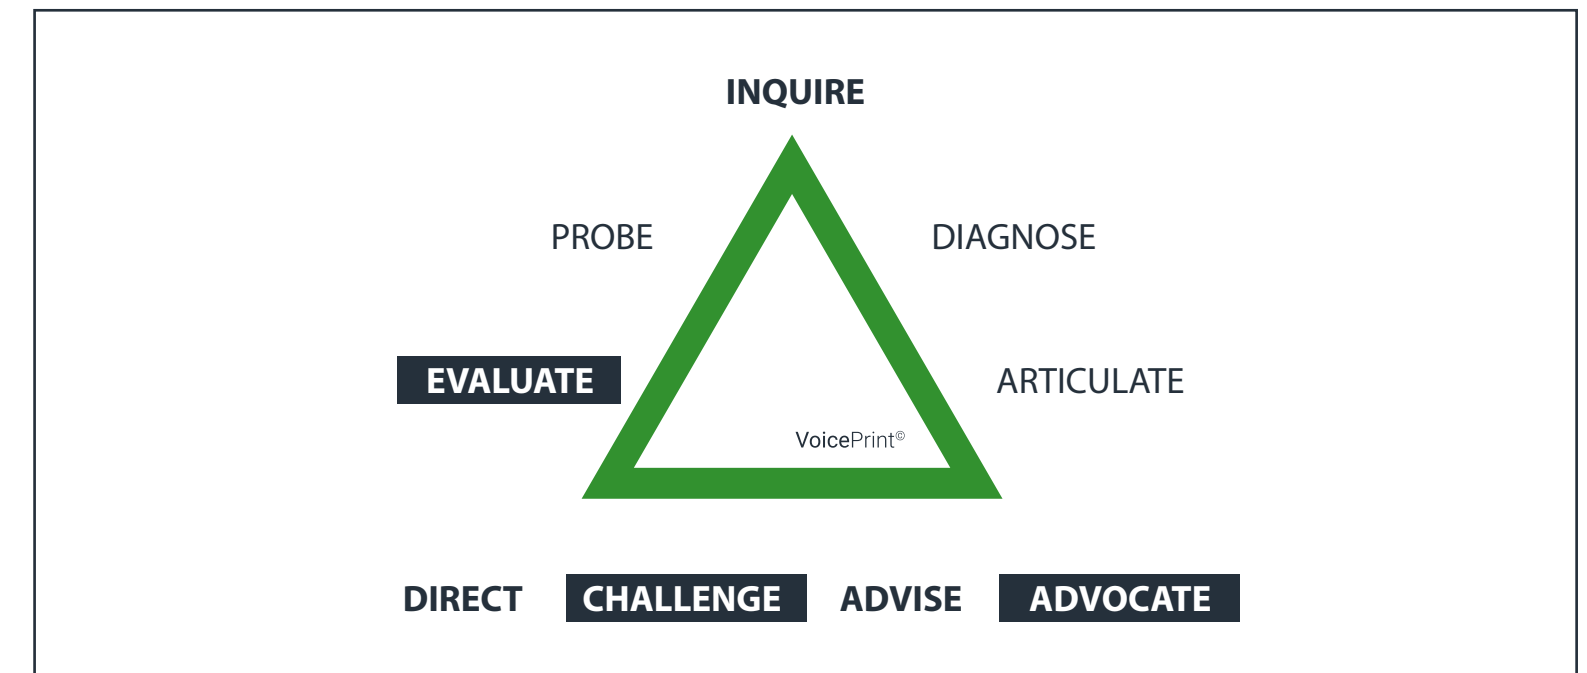 INQUIRE
PROBE DIAGNOSE
EVALUATE ARTICULATE
VoicePrint©
DIRECT CHALLENGE ADVISE ADVOCATE